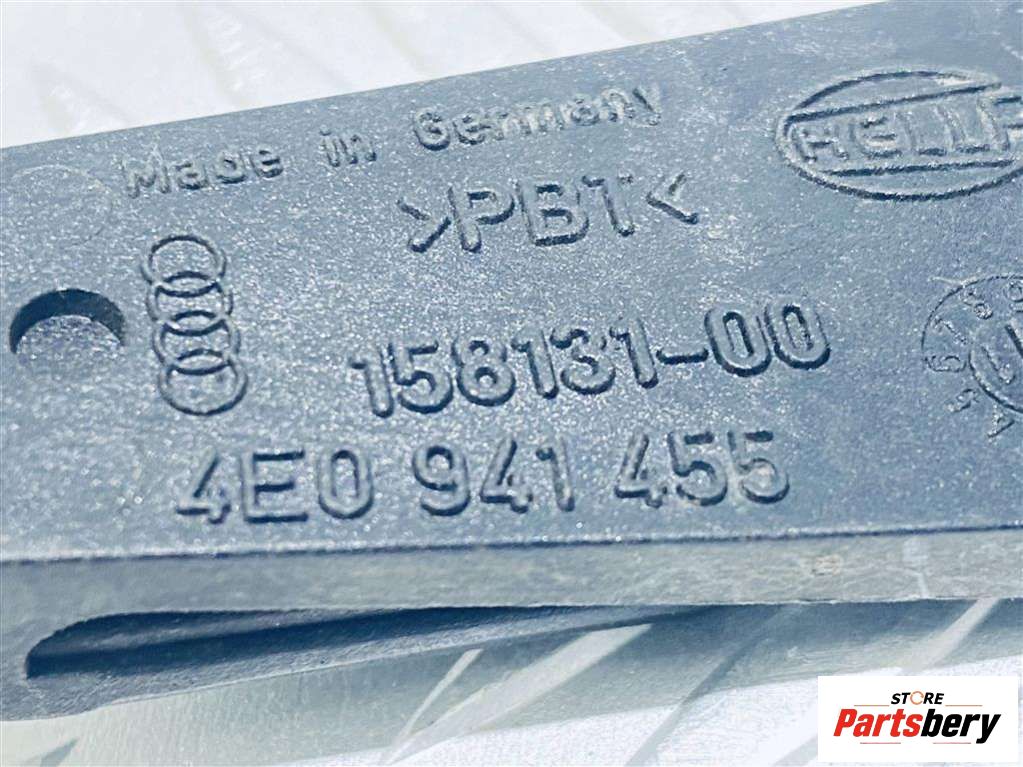 Made in Germany
HELLA
>PBT<
158131-00
4E0 941 455
STORE
Partsbery